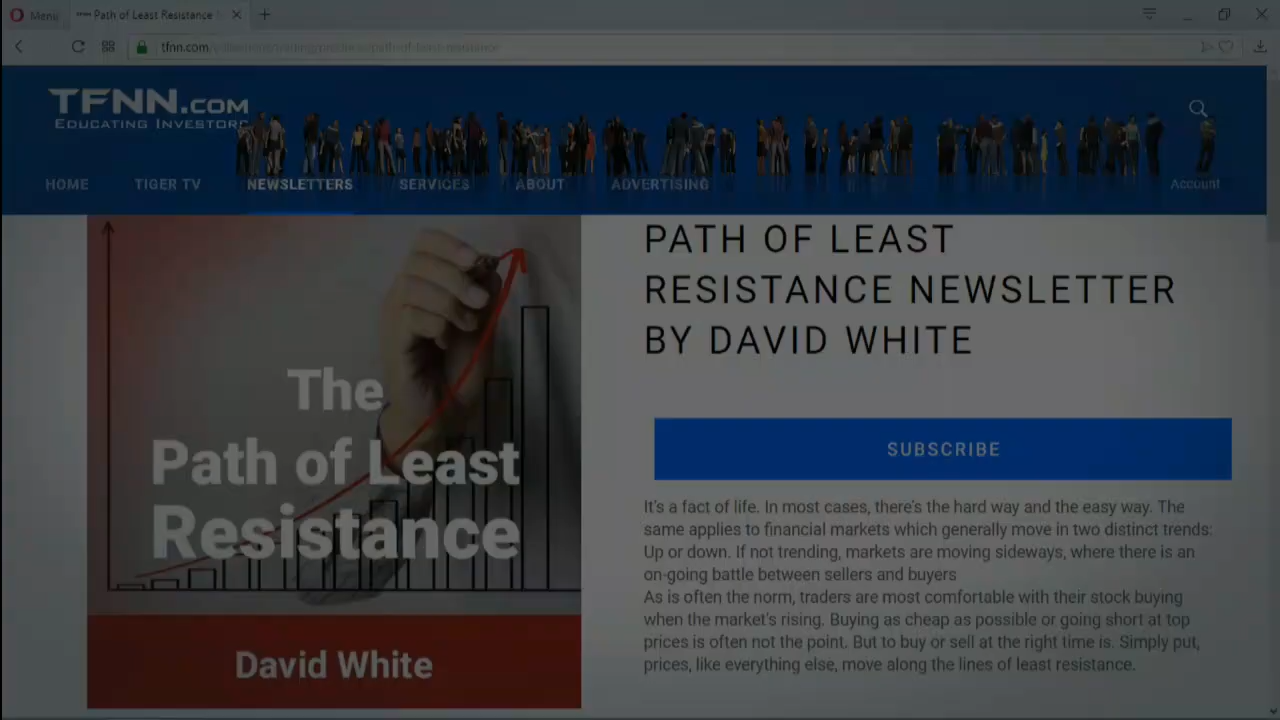 Menu
Path of Least Resistance
tfnn.com
TFNN.COM
EDUCATING INVESTORS
HOME
TIGER TV
NEWSLETTERS
SERVICES
ABOUT
ADVERTISING
Account
The
Path of Least
Resistance
David White
PATH OF LEAST
RESISTANCE NEWSLETTER
BY DAVID WHITE
SUBSCRIBE
It's a fact of life. In most cases, there's the hard way and the easy way. The
same applies to financial markets which generally move in two distinct trends:
Up or down. If not trending, markets are moving sideways, where there is an
on-going battle between sellers and buyers
As is often the norm, traders are most comfortable with their stock buying
when the market's rising. Buying as cheap as possible or going short at top
prices is often not the point. But to buy or sell at the right time is. Simply put,
prices, like everything else, move along the lines of least resistance.